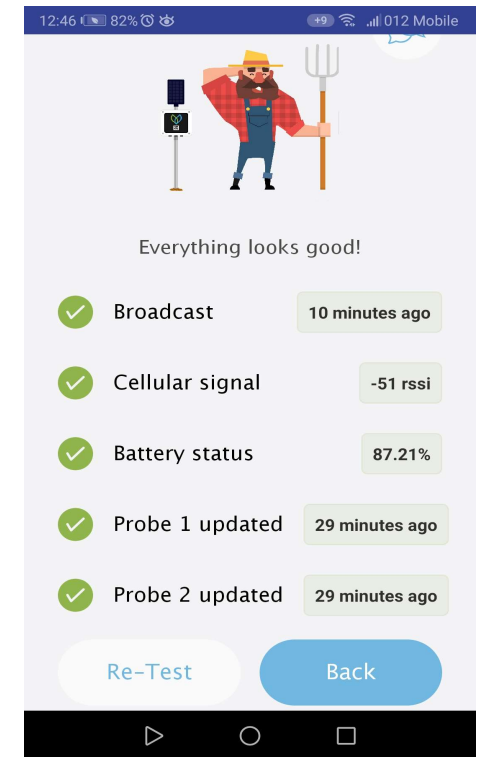 12:46 82% +9 012 Mobile
Everything looks good!
Broadcast 10 minutes ago
Cellular signal -51 rssi
Battery status 87.21%
Probe 1 updated 29 minutes ago
Probe 2 updated 29 minutes ago
Re-Test Back